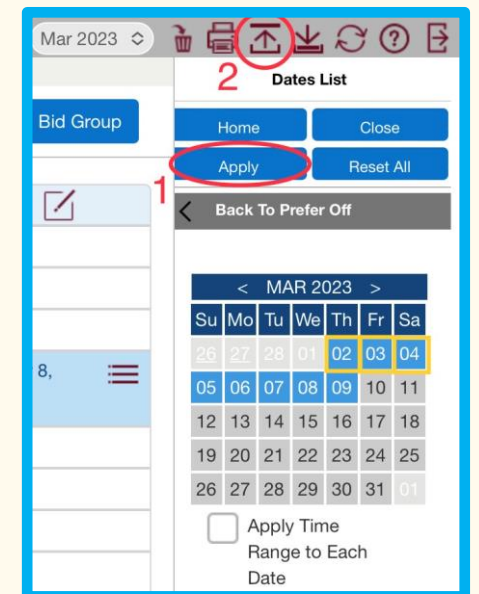 Mar 2023
2
Dates List
Bid Group
Home Close
1
Apply Reset All
Back To Prefer Off
< MAR 2023 >
Su Mo Tu We Th Fr Sa
26 27 28 01 02 03 04
8,
05 06 07 08 09 10 11
12 13 14 15 16 17 18
19 20 21 22 23 24 25
26 27 28 29 30 31 01
Apply Time
Range to Each
Date